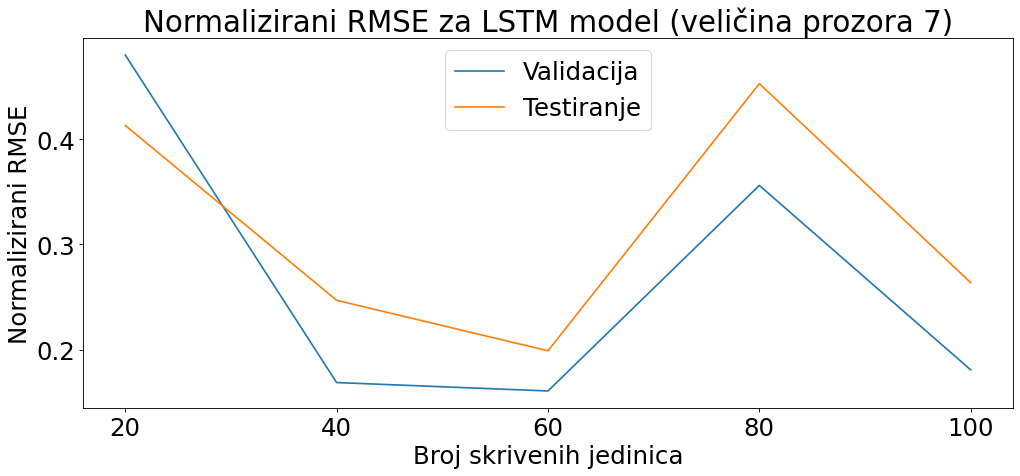 Normalizirani RMSE za LSTM model (veličina prozora 7)
Validacija
Testiranje
Normalizirani RMSE
0.4
0.3
0.2
20 40 60 80 100
Broj skrivenih jedinica